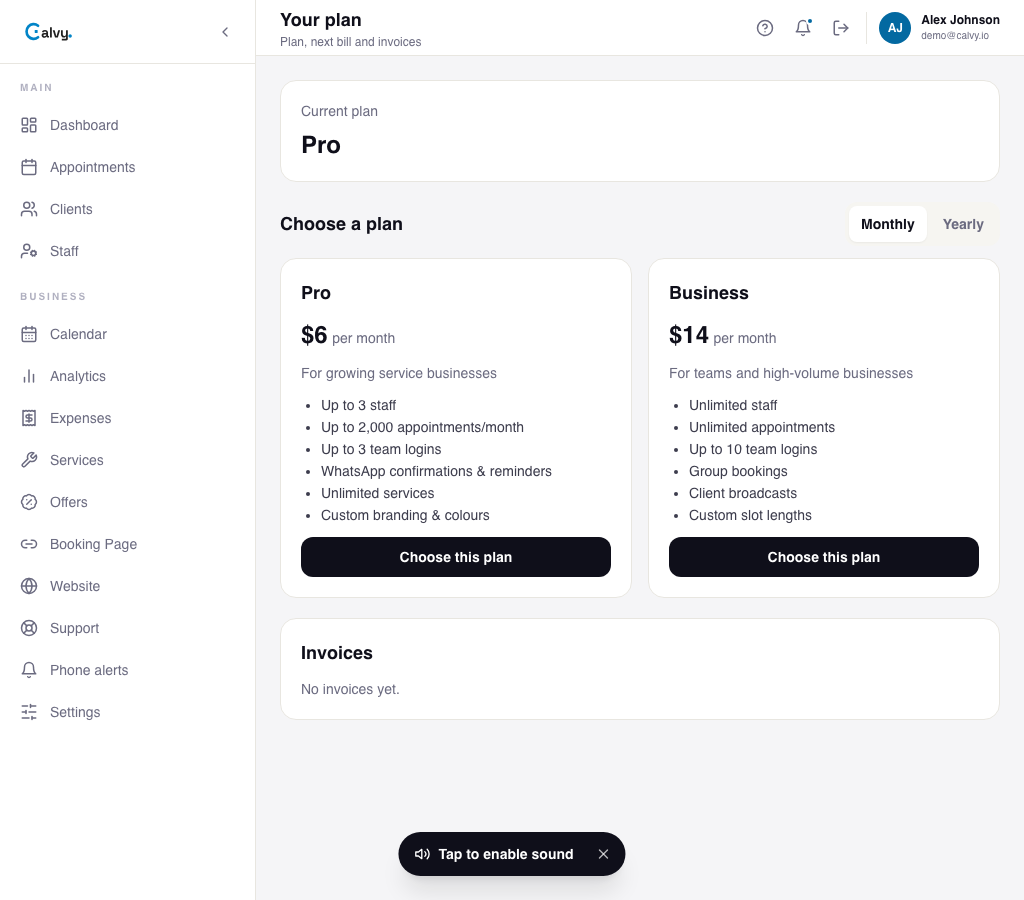 Calvy.
MAIN
Dashboard
Appointments
Clients
Staff
BUSINESS
Calendar
Analytics
Expenses
Services
Offers
Booking Page
Website
Support
Phone alerts
Settings
Your plan
Plan, next bill and invoices
AJ
Alex Johnson
demo@calvy.io
Current plan
Pro
Choose a plan
Monthly
Yearly
Pro
$6 per month
For growing service businesses
• Up to 3 staff
• Up to 2,000 appointments/month
• Up to 3 team logins
• WhatsApp confirmations & reminders
• Unlimited services
• Custom branding & colours
Choose this plan
Business
$14 per month
For teams and high-volume businesses
• Unlimited staff
• Unlimited appointments
• Up to 10 team logins
• Group bookings
• Client broadcasts
• Custom slot lengths
Choose this plan
Invoices
No invoices yet.
Tap to enable sound